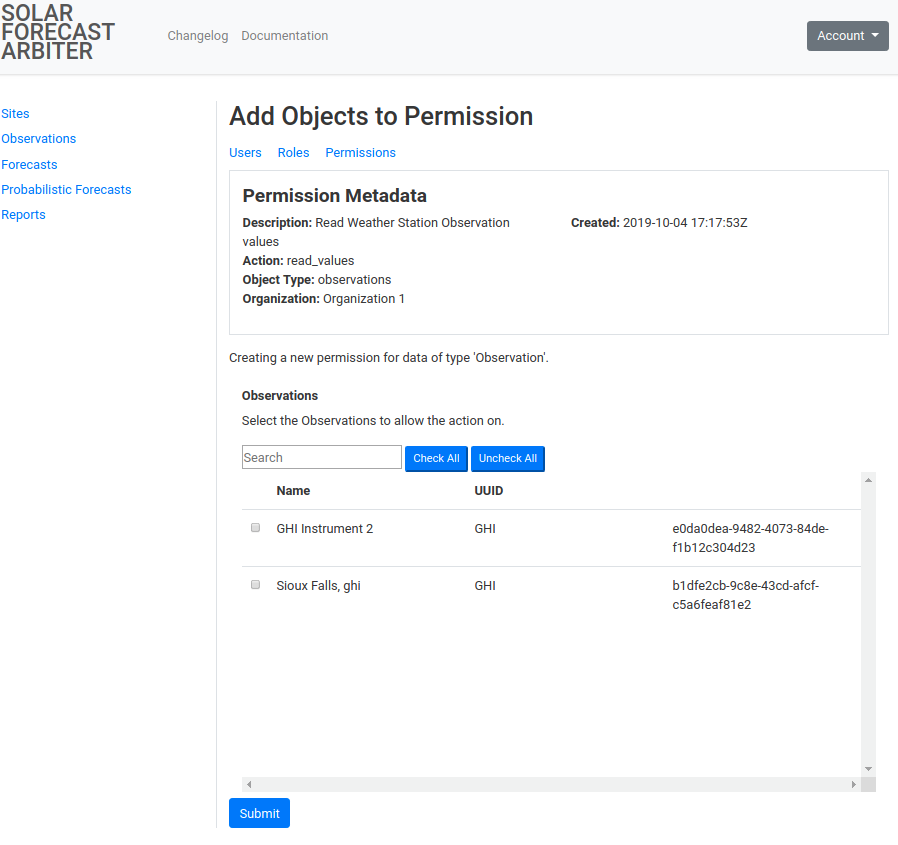 SOLAR
FORECAST
ARBITER
Changelog Documentation
Account
Sites
Observations
Forecasts
Probabilistic Forecasts
Reports
Add Objects to Permission
Users Roles Permissions
Permission Metadata
Description: Read Weather Station Observation
values
Action: read_values
Object Type: observations
Organization: Organization 1
Created: 2019-10-04 17:17:53Z
Creating a new permission for data of type 'Observation'.
Observations
Select the Observations to allow the action on.
Search Check All Uncheck All
Name UUID
GHI Instrument 2 GHI e0da0dea-9482-4073-84de-
f1b12c304d23
Sioux Falls, ghi GHI b1dfe2cb-9c8e-43cd-afcf-
c5a6feaf81e2
Submit